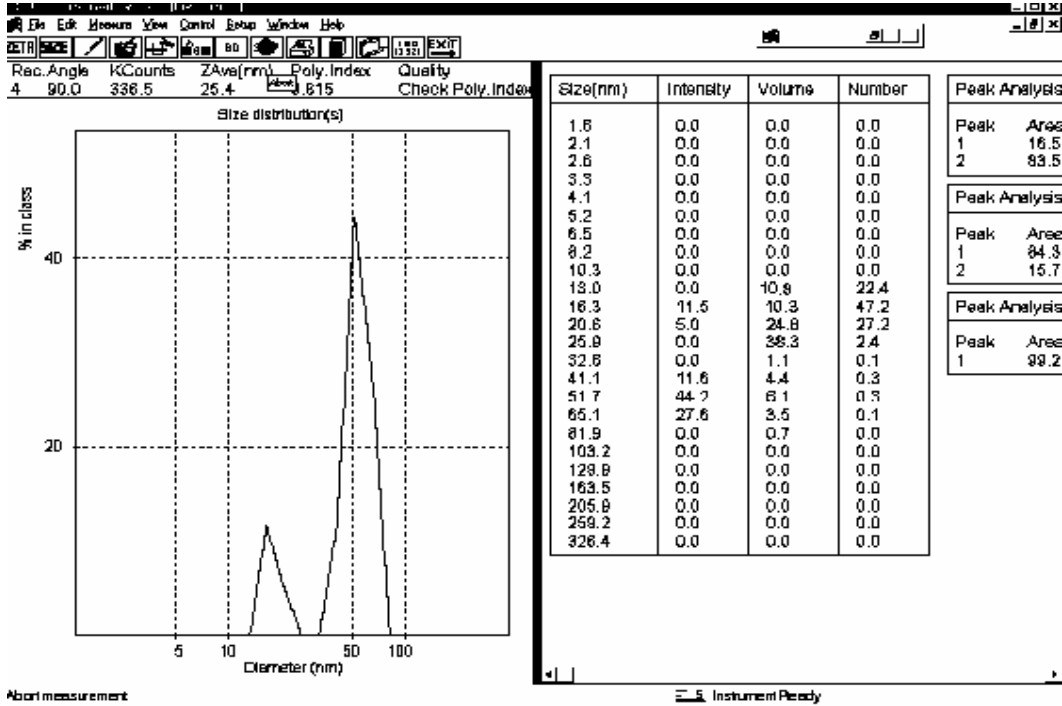 File Edit Measure View Control Setup Window Help
ZETA SIZE EXIT
Rec. Angle KCounts ZAve(nm) Poly.Index Quality
4 90.0 336.5 25.4 .615 Check Poly.Index
About
Size distribution(s)
% in class
40
20
5 10 50 100
Diameter (nm)
Size(nm) Intensity Volume Number
1.6 0.0 0.0 0.0
2.1 0.0 0.0 0.0
2.6 0.0 0.0 0.0
3.3 0.0 0.0 0.0
4.1 0.0 0.0 0.0
5.2 0.0 0.0 0.0
6.5 0.0 0.0 0.0
8.2 0.0 0.0 0.0
10.3 0.0 0.0 0.0
13.0 0.0 10.9 22.4
16.3 11.5 10.3 47.2
20.6 5.0 24.8 27.2
25.9 0.0 38.3 2.4
32.6 0.0 1.1 0.1
41.1 11.6 4.4 0.3
51.7 44.2 6.1 0.3
65.1 27.6 3.5 0.1
81.9 0.0 0.7 0.0
103.2 0.0 0.0 0.0
129.9 0.0 0.0 0.0
163.5 0.0 0.0 0.0
205.9 0.0 0.0 0.0
259.2 0.0 0.0 0.0
326.4 0.0 0.0 0.0
Peak Analysis
Peak Area
1 16.5
2 83.5
Peak Analysis
Peak Area
1 84.3
2 15.7
Peak Analysis
Peak Area
1 99.2
Abort measurement
5 Instrument Ready